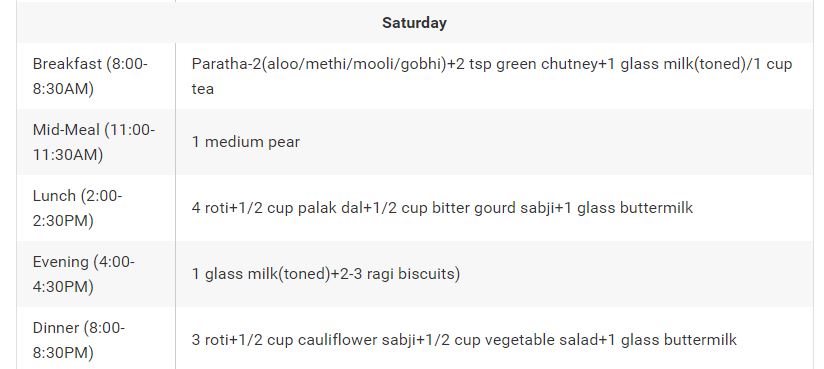 Saturday
Breakfast (8:00-
8:30AM)
Paratha-2(aloo/methi/mooli/gobhi)+2 tsp green chutney+1 glass milk(toned)/1 cup
tea
Mid-Meal (11:00-
11:30AM)
1 medium pear
Lunch (2:00-
2:30PM)
4 roti+1/2 cup palak dal+1/2 cup bitter gourd sabji+1 glass buttermilk
Evening (4:00-
4:30PM)
1 glass milk(toned)+2-3 ragi biscuits)
Dinner (8:00-
8:30PM)
3 roti+1/2 cup cauliflower sabji+1/2 cup vegetable salad+1 glass buttermilk